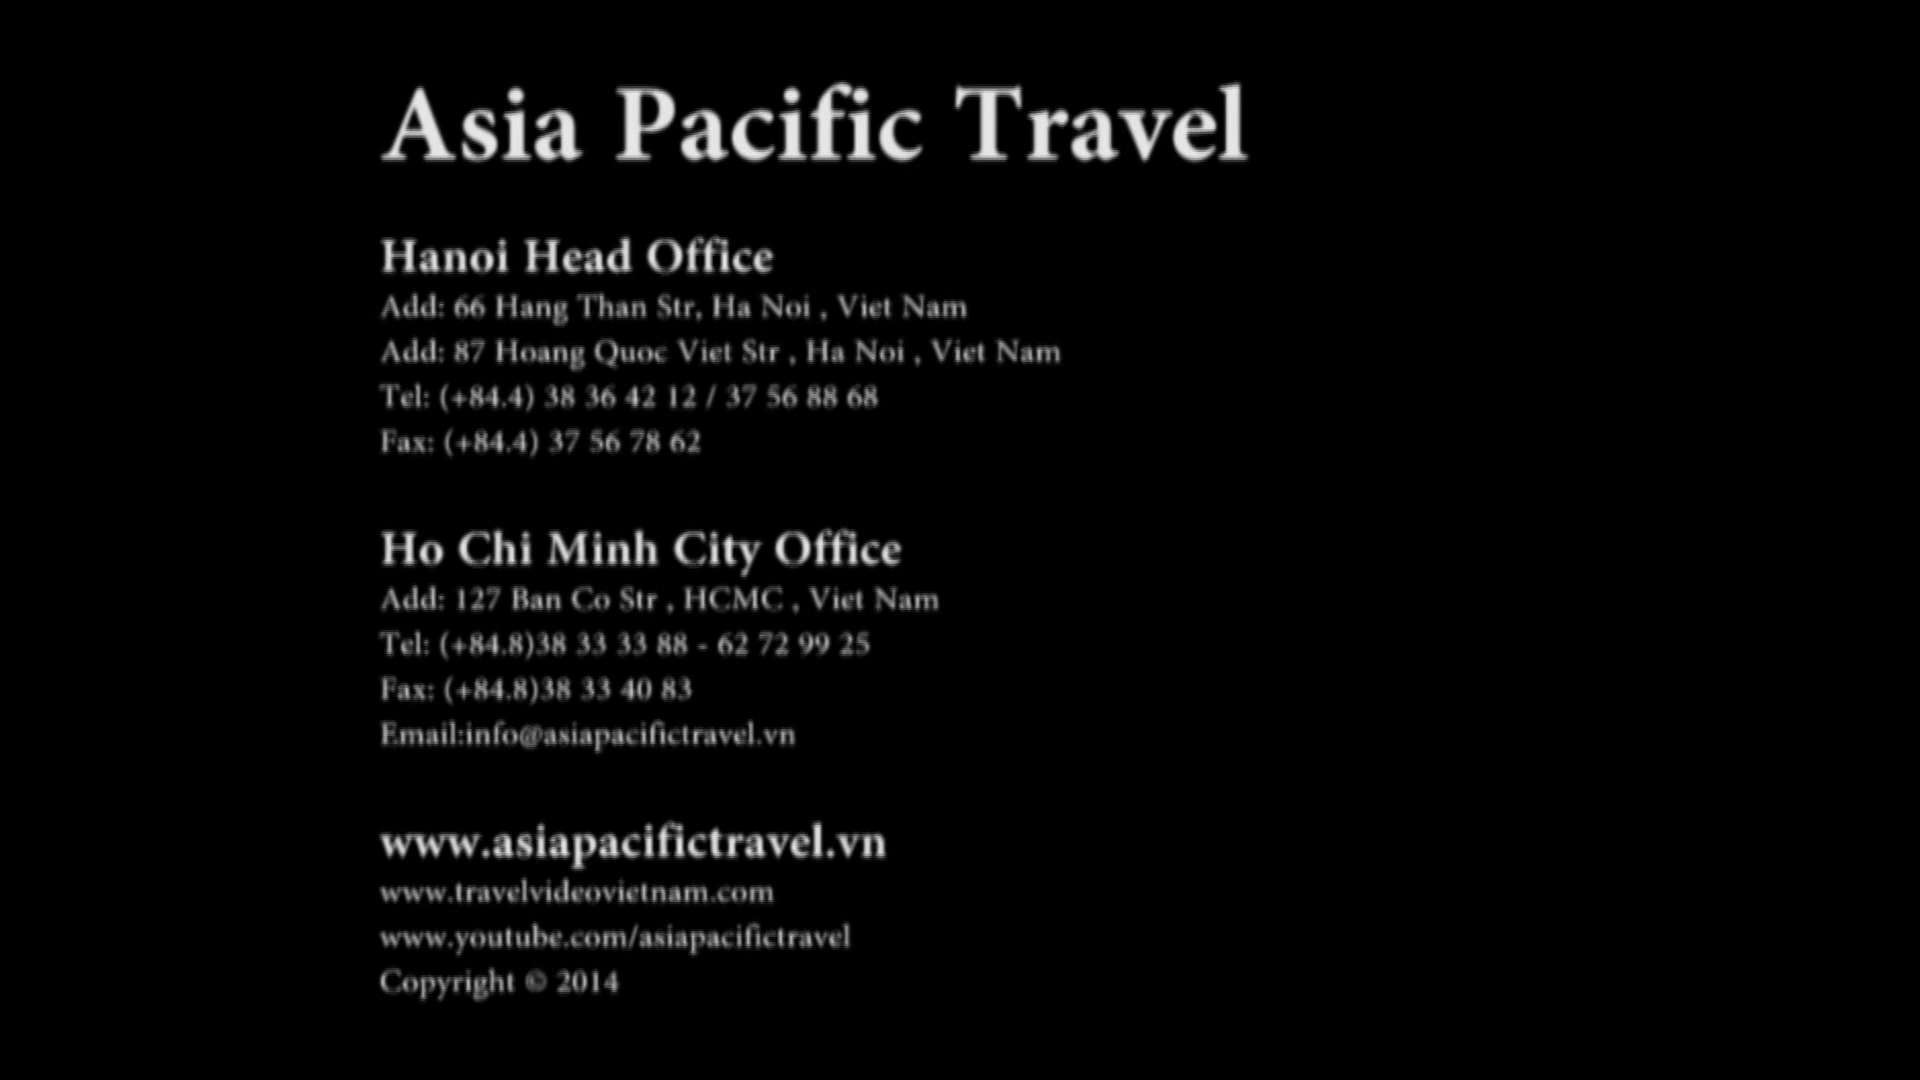 Asia Pacific Travel
Hanoi Head Office
Add: 66 Hang Than Str, Ha Noi , Viet Nam
Add: 87 Hoang Quoc Viet Str , Ha Noi , Viet Nam
Tel: (+84.4) 38 36 42 12 / 37 56 88 68
Fax: (+84.4) 37 56 78 62
Ho Chi Minh City Office
Add: 127 Ban Co Str , HCMC , Viet Nam
Tel: (+84.8)38 33 33 88 - 62 72 99 25
Fax: (+84.8)38 33 40 83
Email:info@asiapacifictravel.vn
www.asiapacifictravel.vn
www.travelvideovietnam.com
www.youtube.com/asiapacifictravel
Copyright © 2014